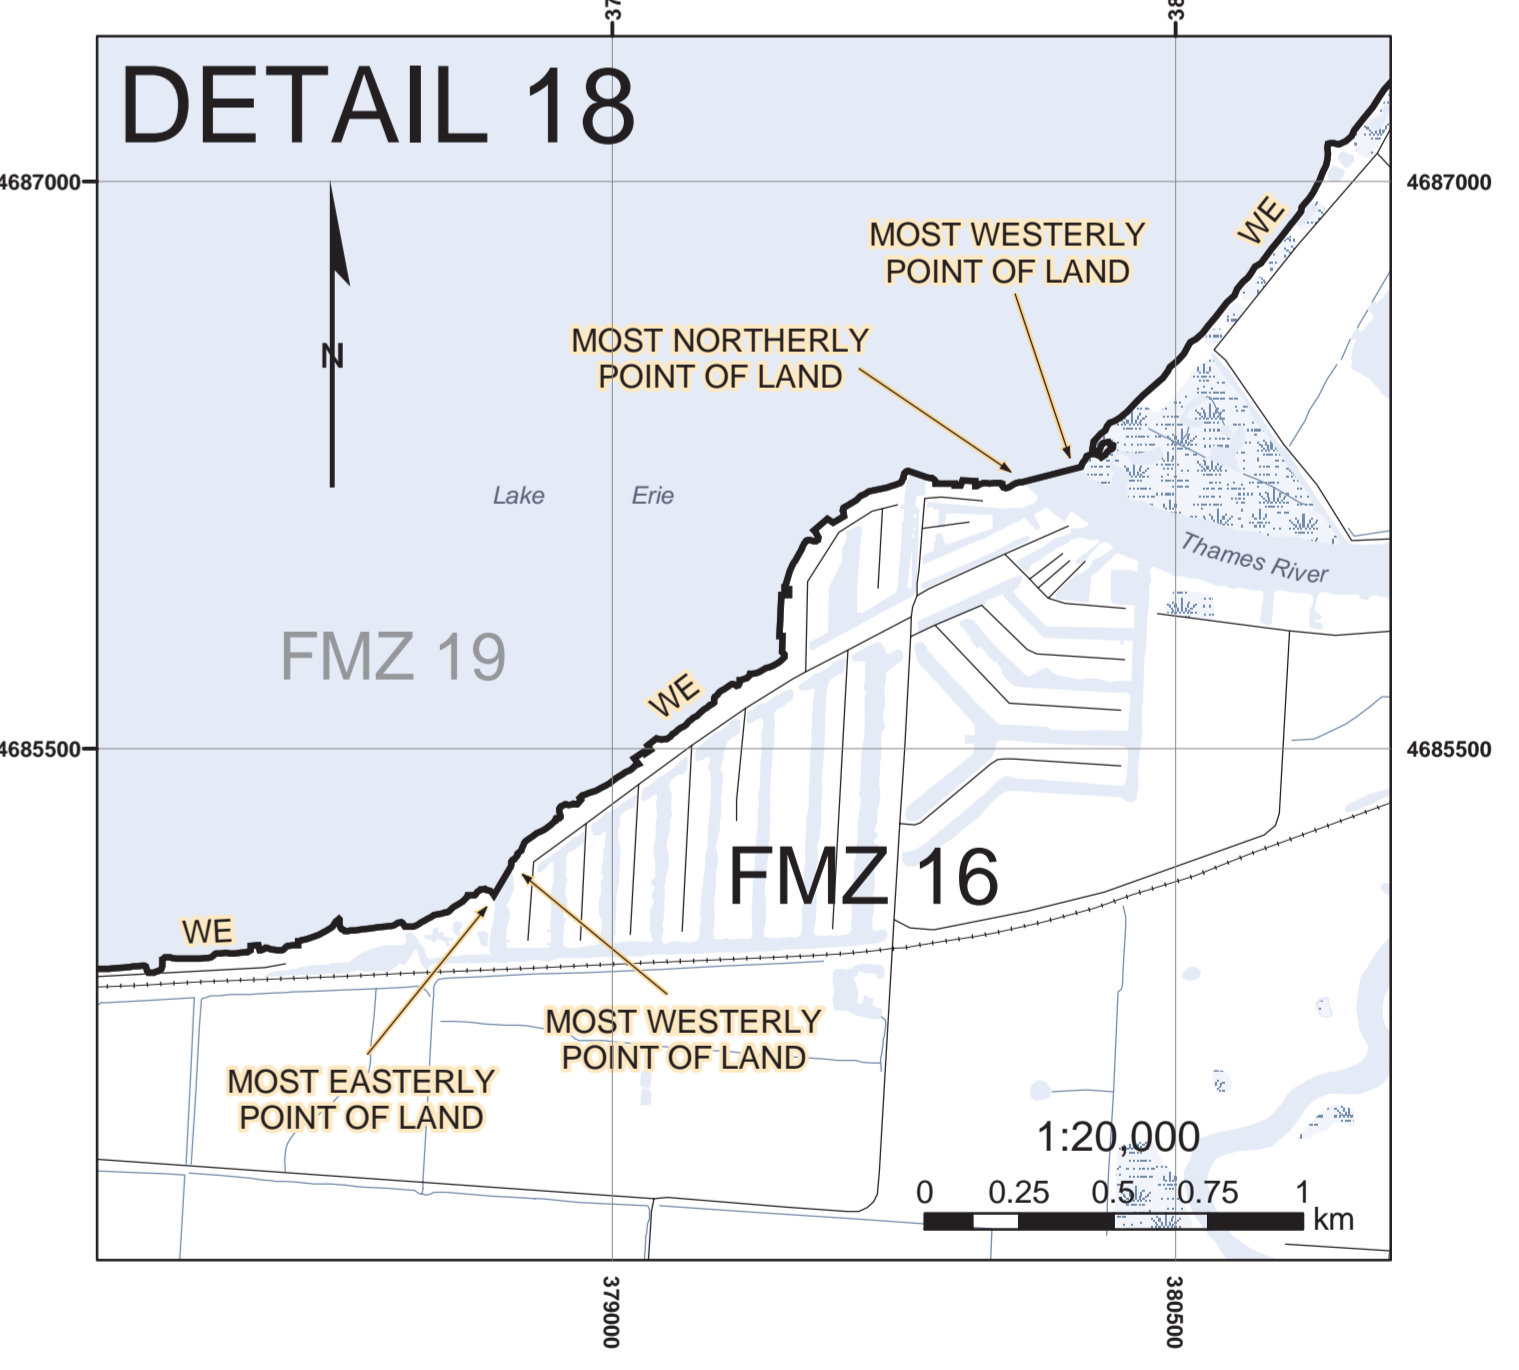 37
38
DETAIL 18
4687000
4687000
WE
MOST WESTERLY
POINT OF LAND
MOST NORTHERLY
POINT OF LAND
N
Lake Erie
Thames River
FMZ 19
WE
4685500
4685500
FMZ 16
WE
MOST WESTERLY
POINT OF LAND
MOST EASTERLY
POINT OF LAND
1:20,000
0 0.25 0.5 0.75 1
km
379000
380500